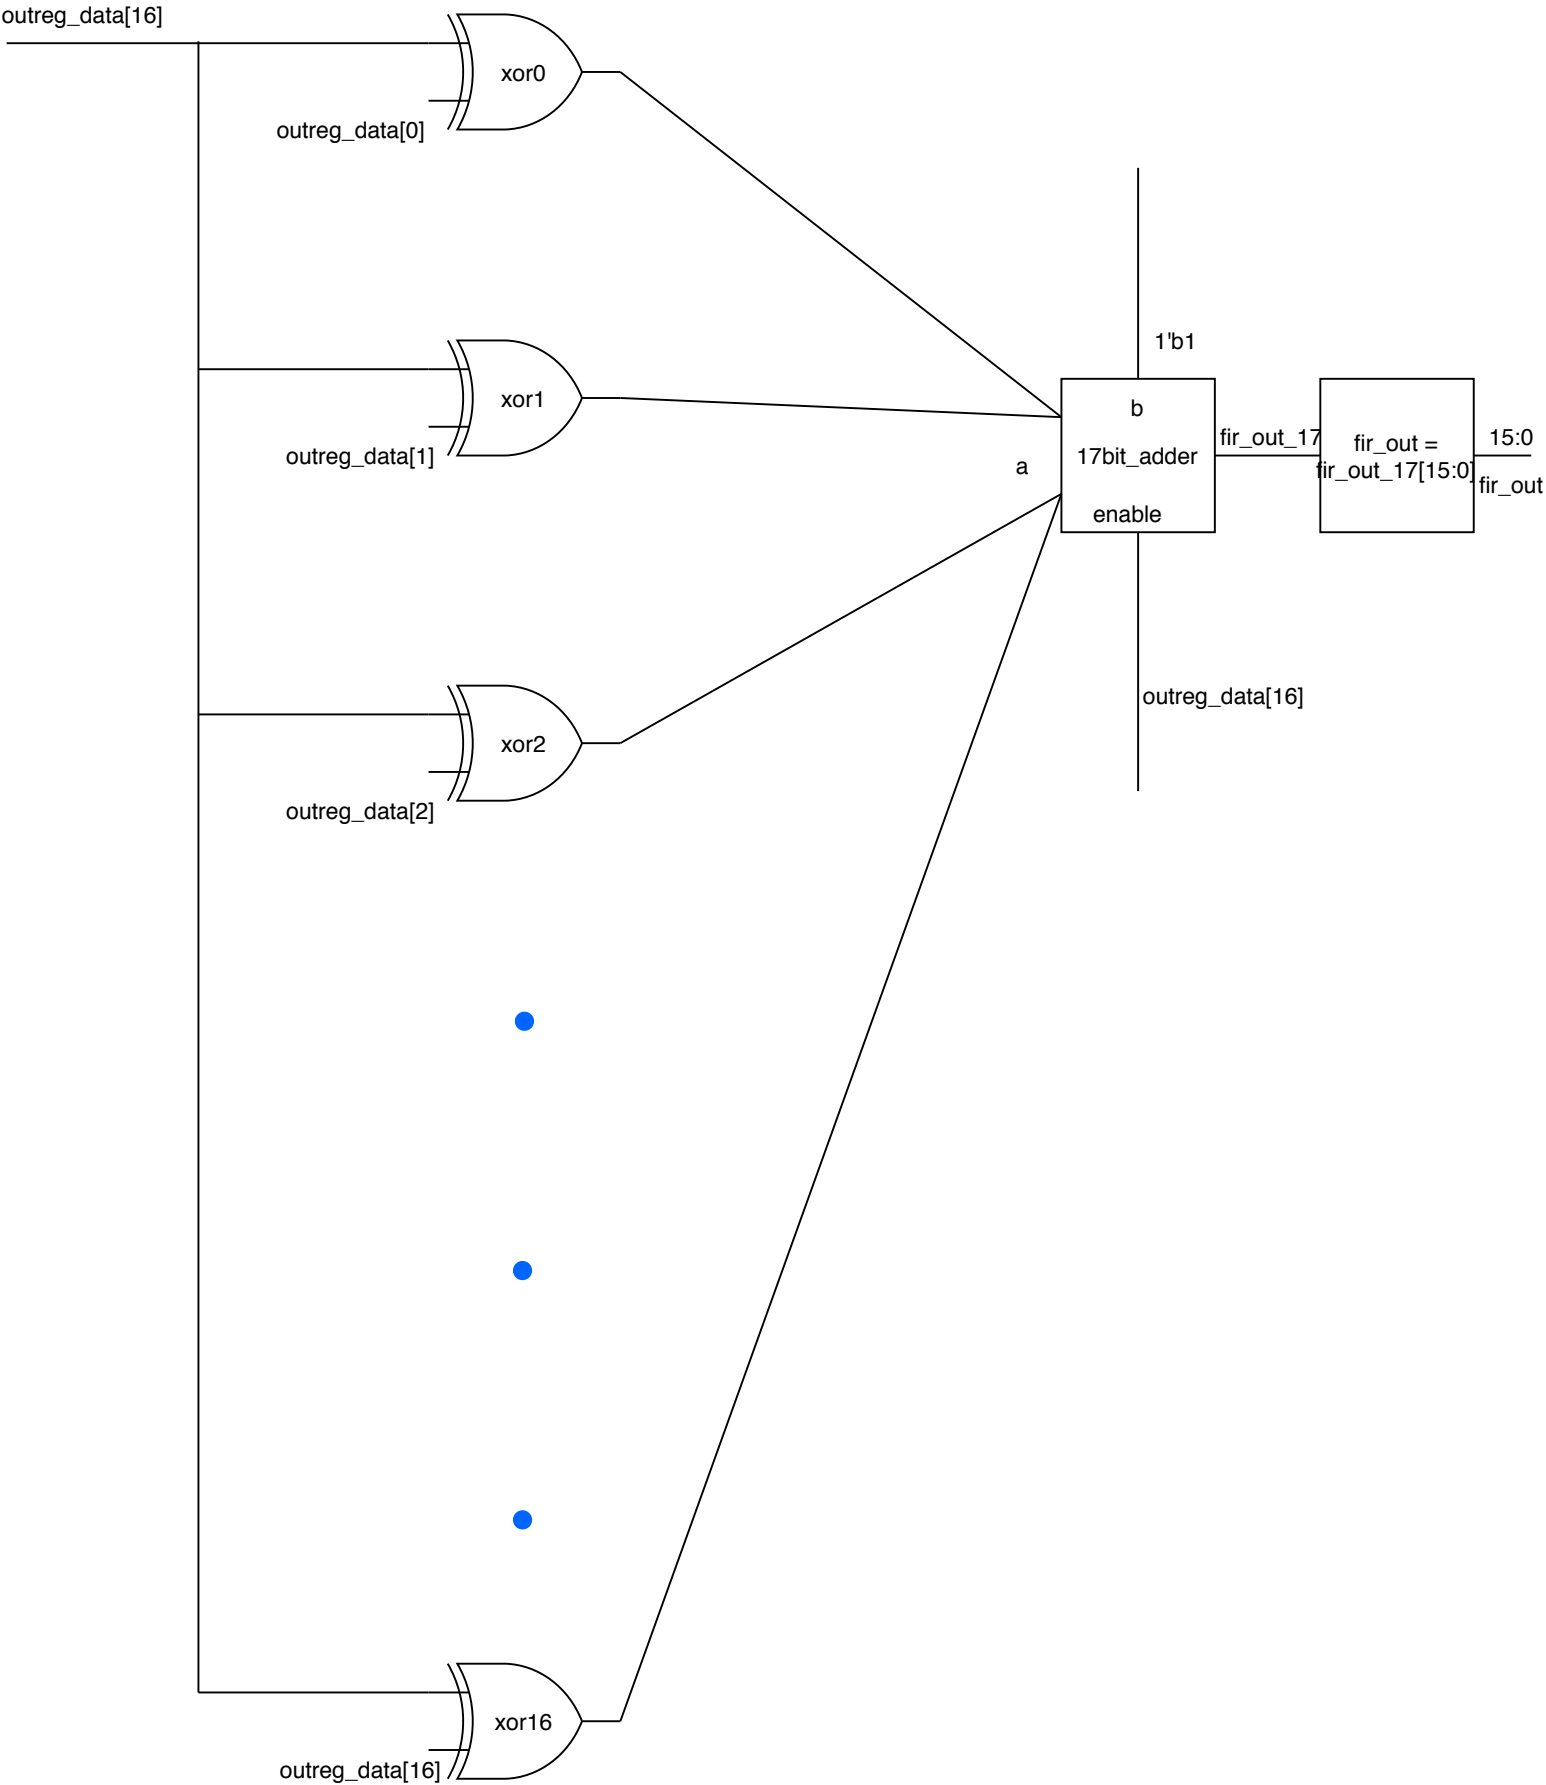 outreg_data[16]
xor0
outreg_data[0]
1'b1
xor1
outreg_data[1]
b
a
17bit_adder
enable
fir_out_17
fir_out =
fir_out_17[15:0]
15:0
fir_out
outreg_data[16]
xor2
outreg_data[2]
xor16
outreg_data[16]